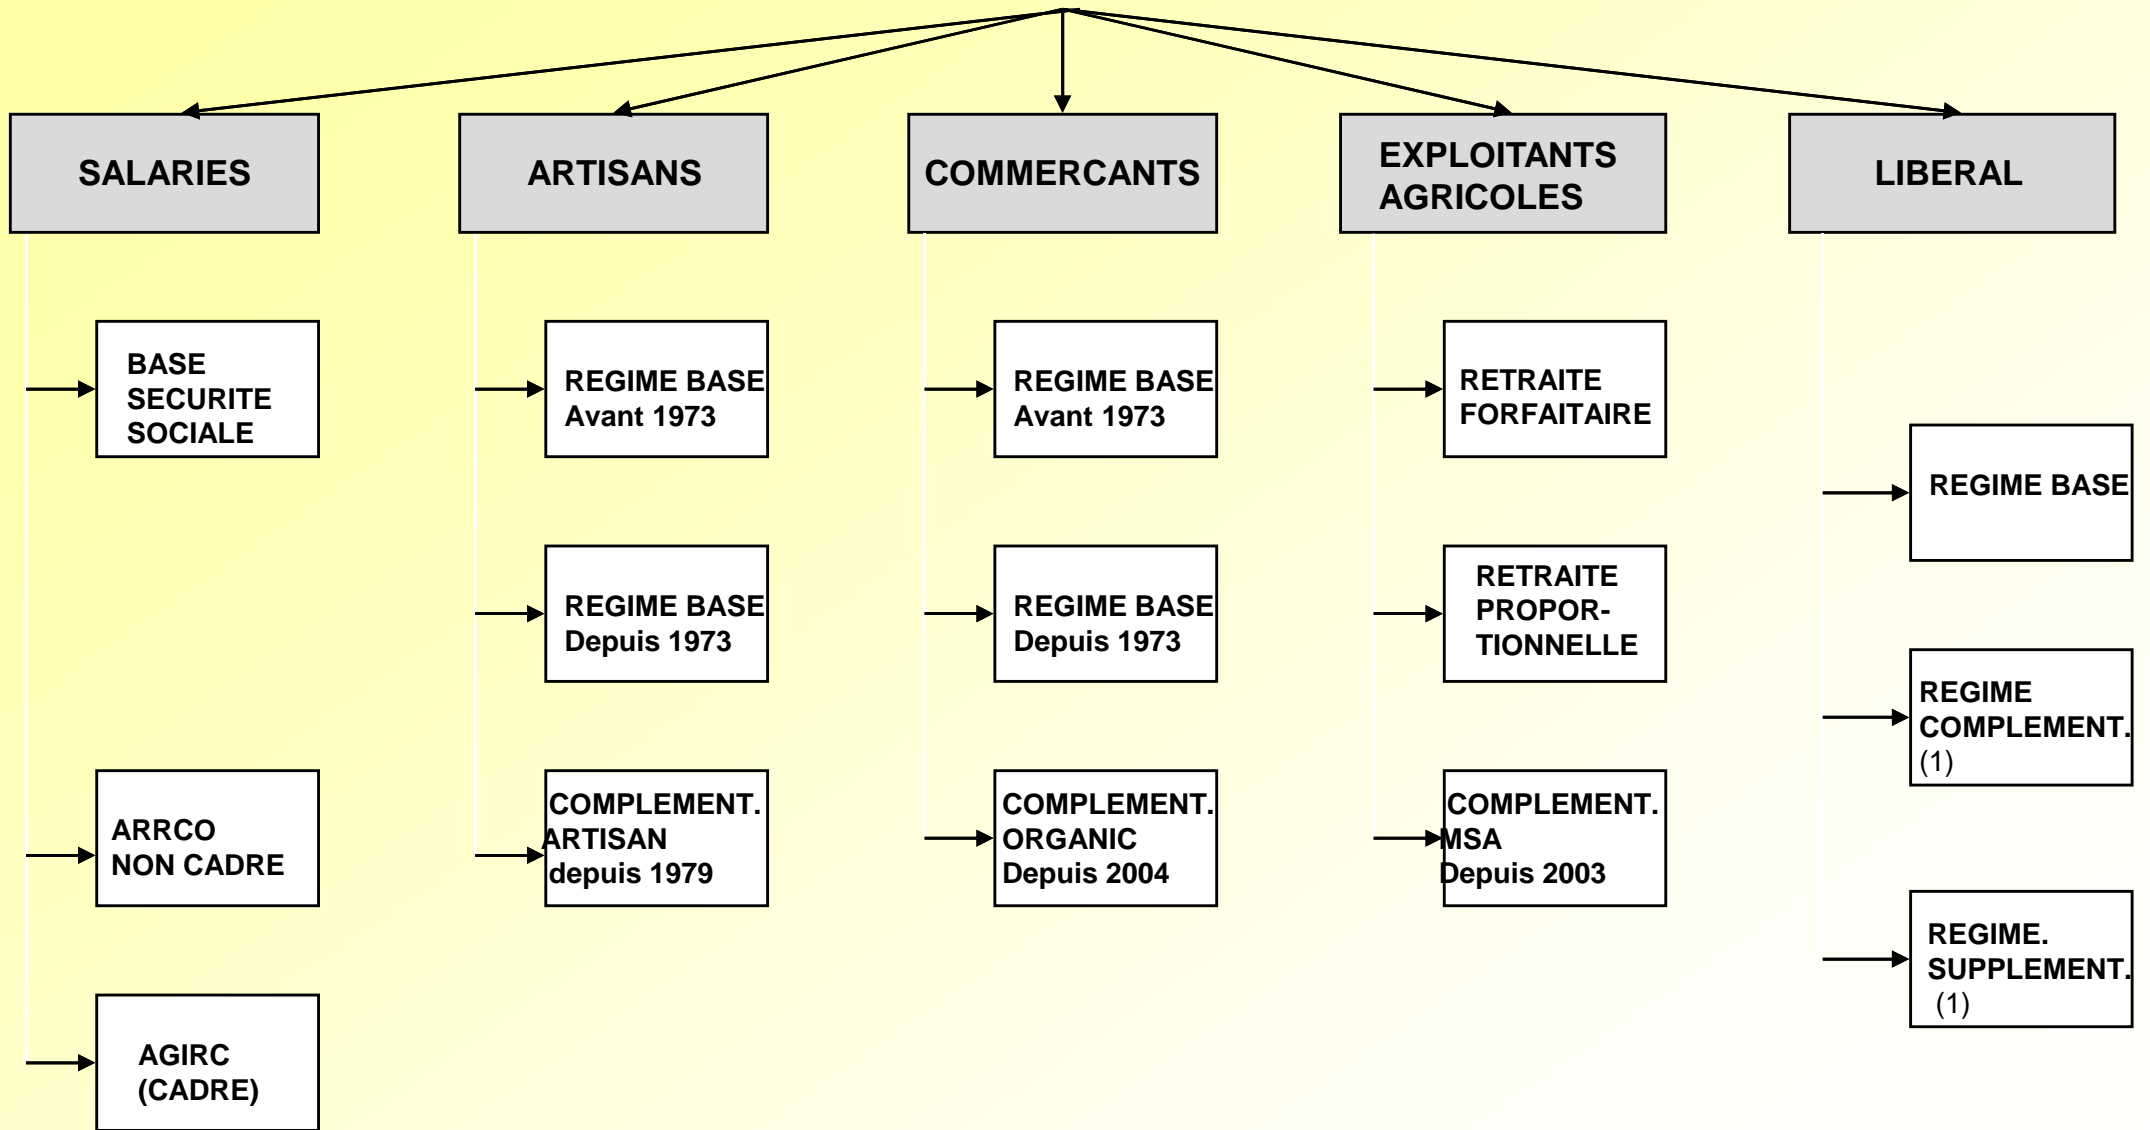 SALARIES
ARTISANS
COMMERCANTS
EXPLOITANTS
AGRICOLES
LIBERAL
BASE
SECURITE
SOCIALE
ARRCO
NON CADRE
AGIRC
(CADRE)
REGIME BASE
Avant 1973
REGIME BASE
Depuis 1973
COMPLEMENT.
ARTISAN
depuis 1979
REGIME BASE
Avant 1973
REGIME BASE
Depuis 1973
COMPLEMENT.
ORGANIC
Depuis 2004
RETRAITE
FORFAITAIRE
RETRAITE
PROPOR-
TIONNELLE
COMPLEMENT.
MSA
Depuis 2003
REGIME BASE
REGIME
COMPLEMENT.
(1)
REGIME.
SUPPLEMENT.
(1)